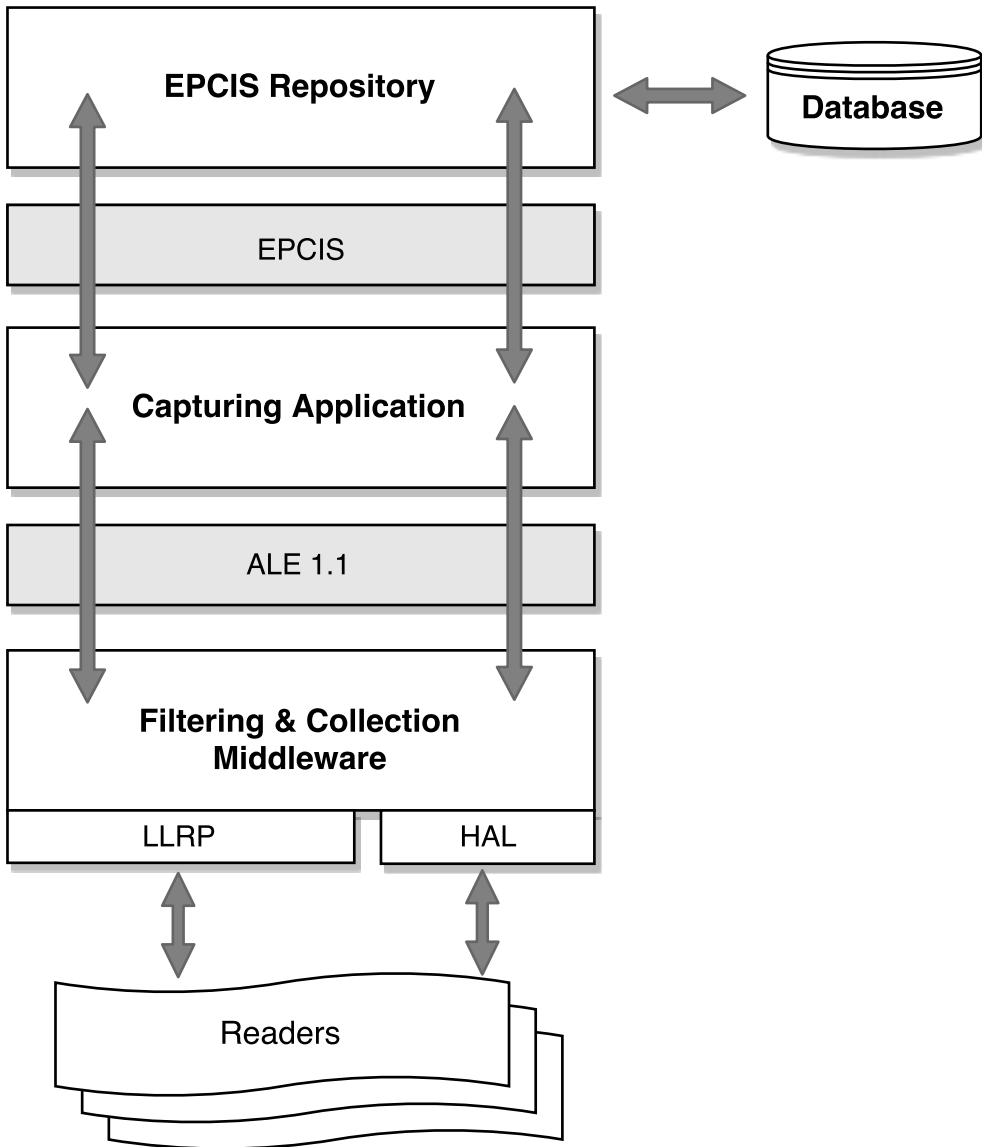 EPCIS Repository
Database
EPCIS
Capturing Application
ALE 1.1
Filtering & Collection
Middleware
LLRP
HAL
Readers